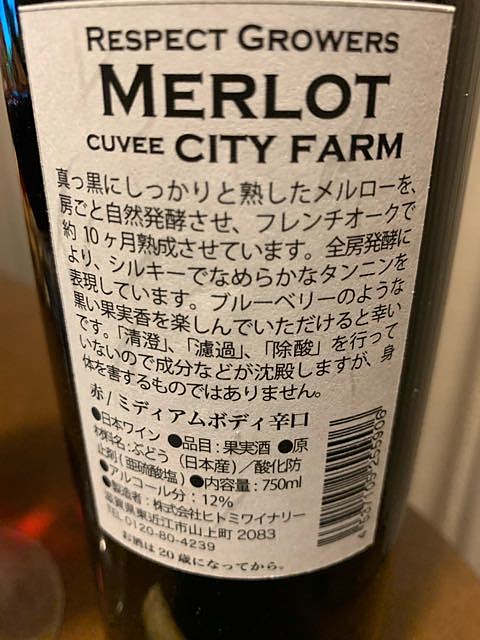 RESPECT GROWERS
MERLOT
CUVEE CITY FARM
真っ黒にしっかりと熟したメルローを、
房ごと自然発酵させ、フレンチオークで
約10ヶ月熟成させています。全房発酵に
より、シルキーでなめらかなタンニンを
表現しています。ブルーベリーのような
黒い果実香を楽しんでいただけると幸い
です。「清澄」、「濾過」、「除酸」を行って
いないので成分などが沈殿しますが、身
体を害するものではありません。
赤/ミディアムボディ辛口
●日本ワイン ●品目:果実酒 ●原
材料名:ぶどう(日本産)/酸化防
止剤(亜硫酸塩) ●内容量:750ml
●アルコール分:12%
●製造者:株式会社ヒトミワイナリー
滋賀県東近江市山上町2083
TEL 0120-80-4239
お酒は20歳になってから。